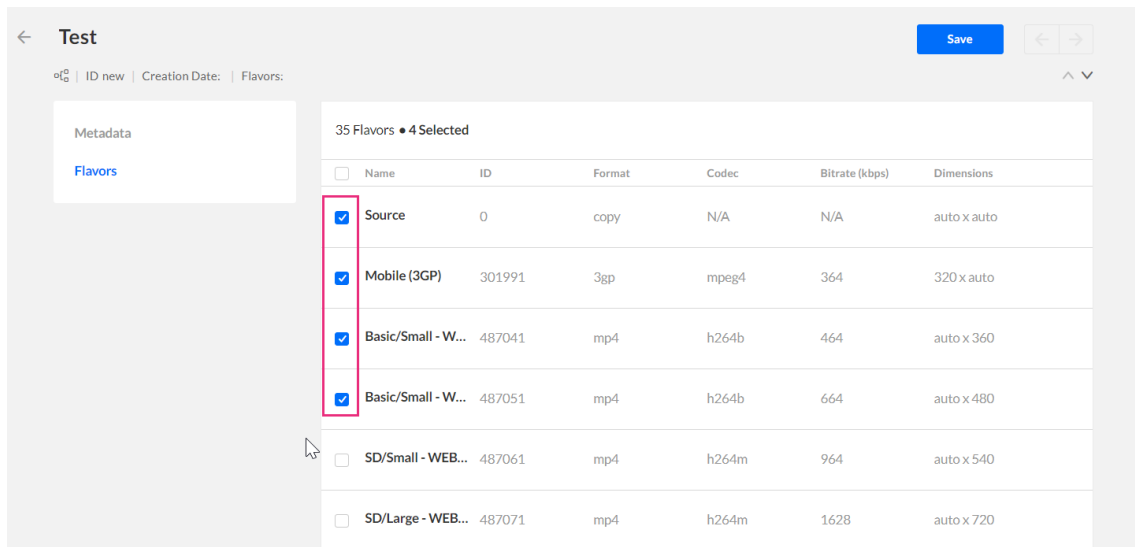 Test
Save
ID new | Creation Date: | Flavors:
Metadata
Flavors
35 Flavors • 4 Selected
Name ID Format Codec Bitrate (kbps) Dimensions
Source 0 copy N/A N/A auto x auto
Mobile (3GP) 301991 3gp mpeg4 364 320 x auto
Basic/Small - W... 487041 mp4 h264b 464 auto x 360
Basic/Small - W... 487051 mp4 h264b 664 auto x 480
SD/Small - WEB... 487061 mp4 h264m 964 auto x 540
SD/Large - WEB... 487071 mp4 h264m 1628 auto x 720